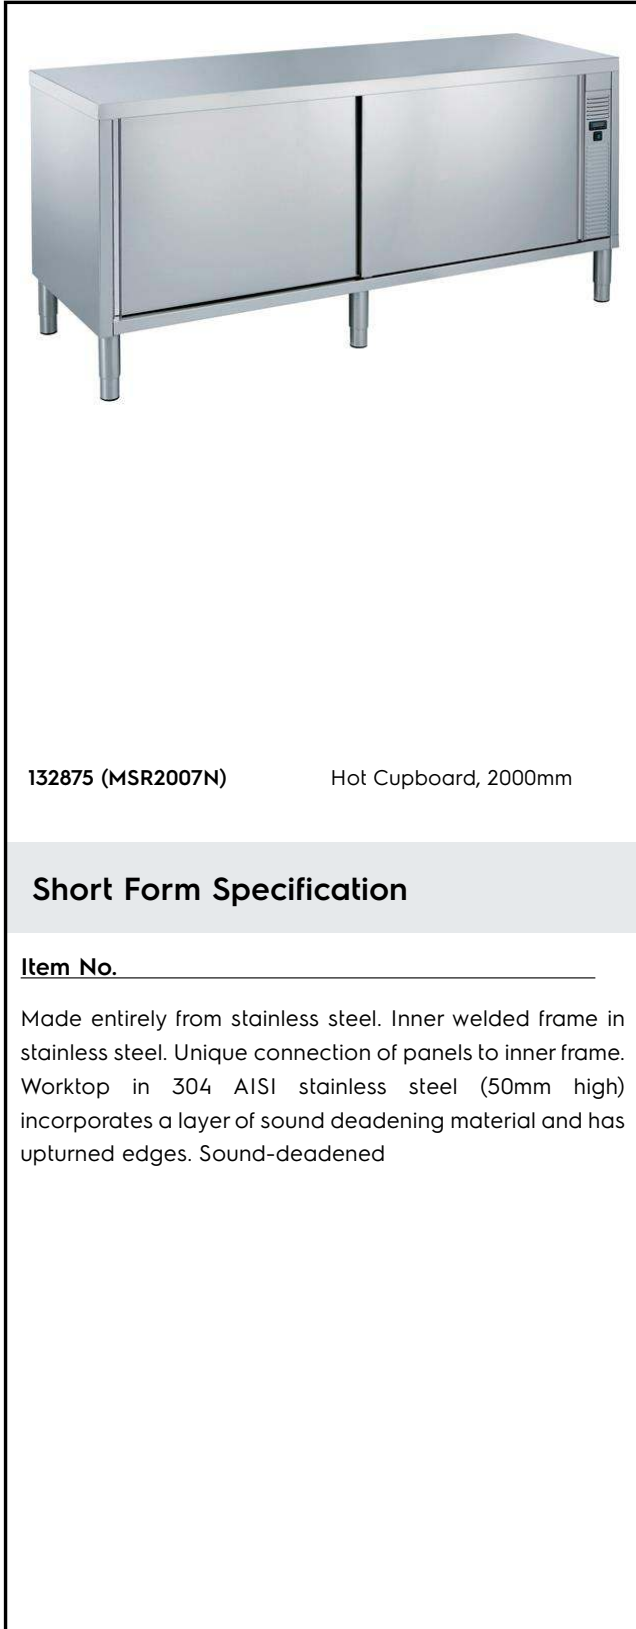 132875 (MSR2007N) Hot Cupboard, 2000mm
Short Form Specification
Item No.
Made entirely from stainless steel. Inner welded frame in
stainless steel. Unique connection of panels to inner frame.
Worktop in 304 AISI stainless steel (50mm high)
incorporates a layer of sound deadening material and has
upturned edges. Sound-deadened